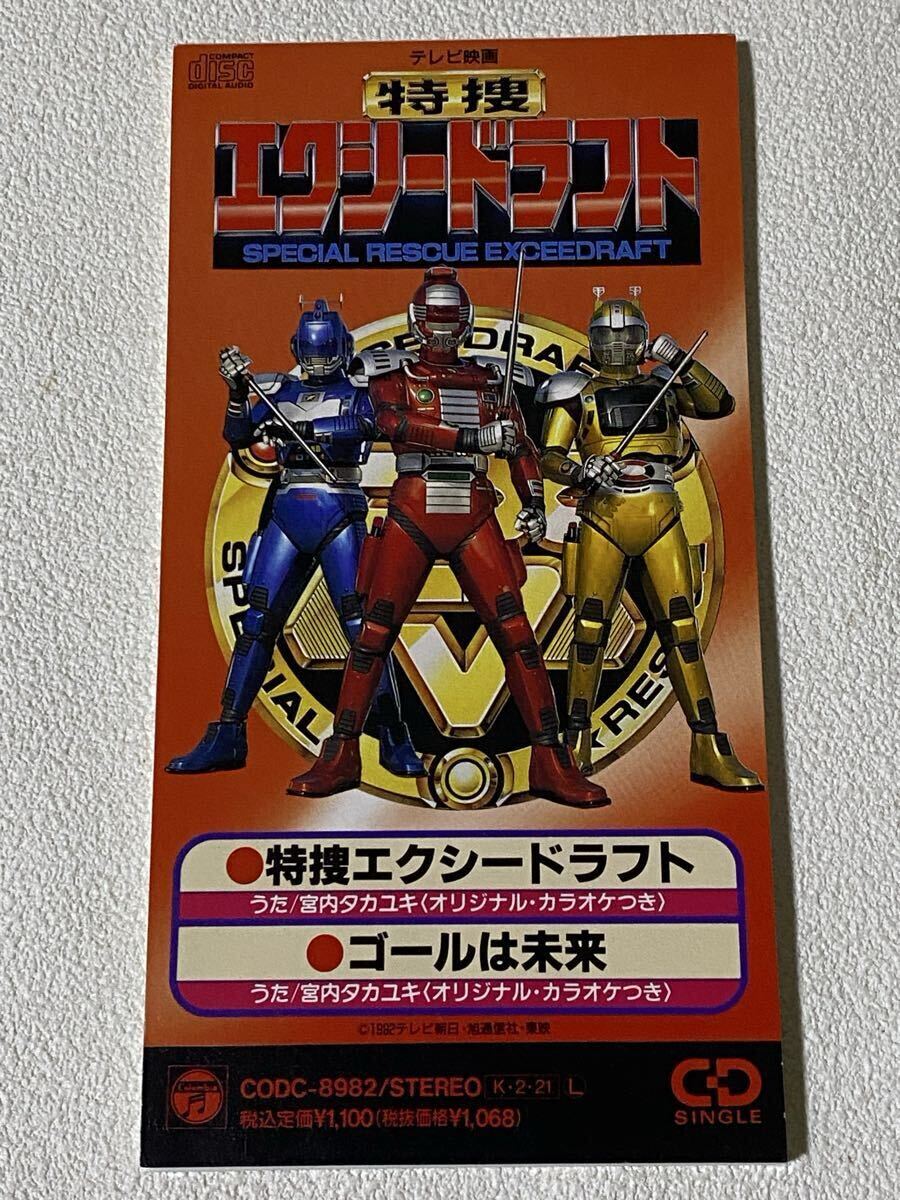 COMPACT
disc
DIGITAL AUDIO
テレビ映画
特捜
エクシードラフト
SPECIAL RESCUE EXCEEDRAFT
●特捜エクシードラフト
うた/宮内タカユキ〈オリジナル・カラオケつき〉
●ゴールは未来
うた/宮内タカユキ〈オリジナル・カラオケつき〉
©1992テレビ朝日・旭通信社・東映
Columbia
CODC-8982/STEREO K・2・21 L
税込定価¥1,100(税抜価格¥1,068)
CD
SINGLE